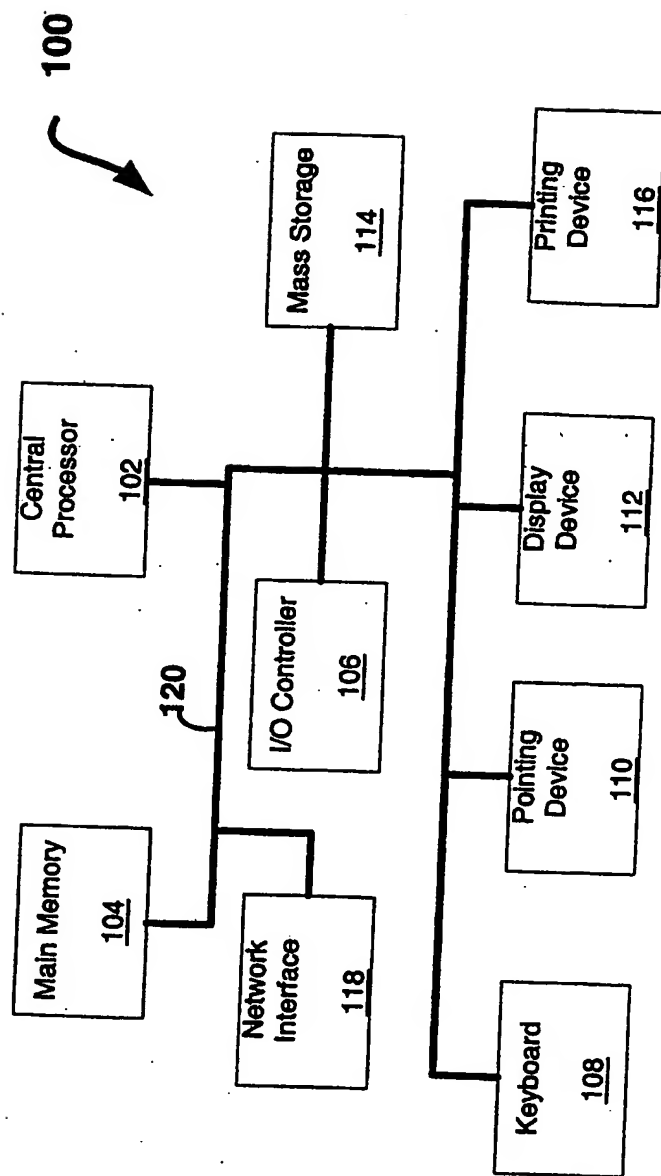 100
Main Memory
104
Central
Processor
102
120
Network
Interface
118
I/O Controller
106
Mass Storage
114
Keyboard
108
Pointing
Device
110
Display
Device
112
Printing
Device
116